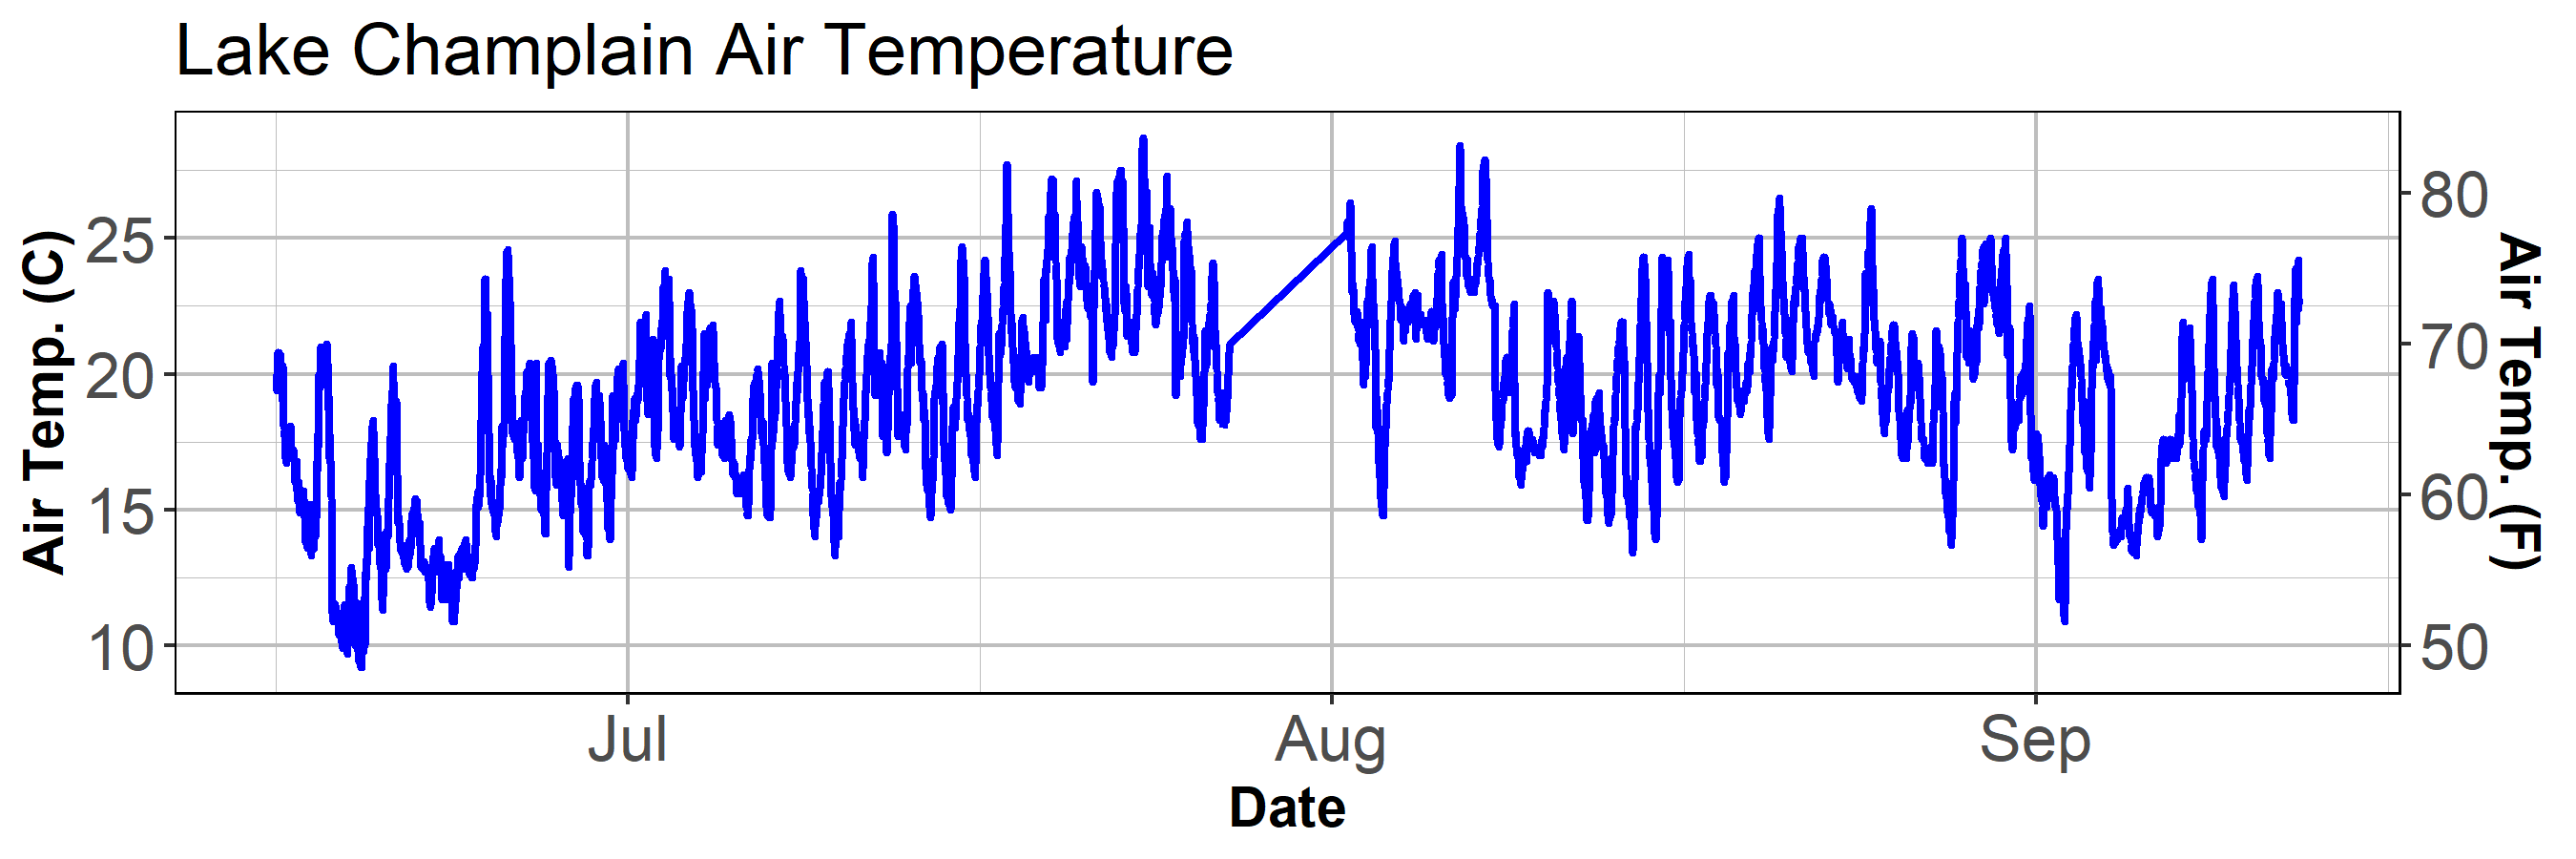 Lake Champlain Air Temperature
Air Temp. (C)
25
20
15
10
80
70
60
50
Air Temp. (F)
Jul
Aug
Sep
Date